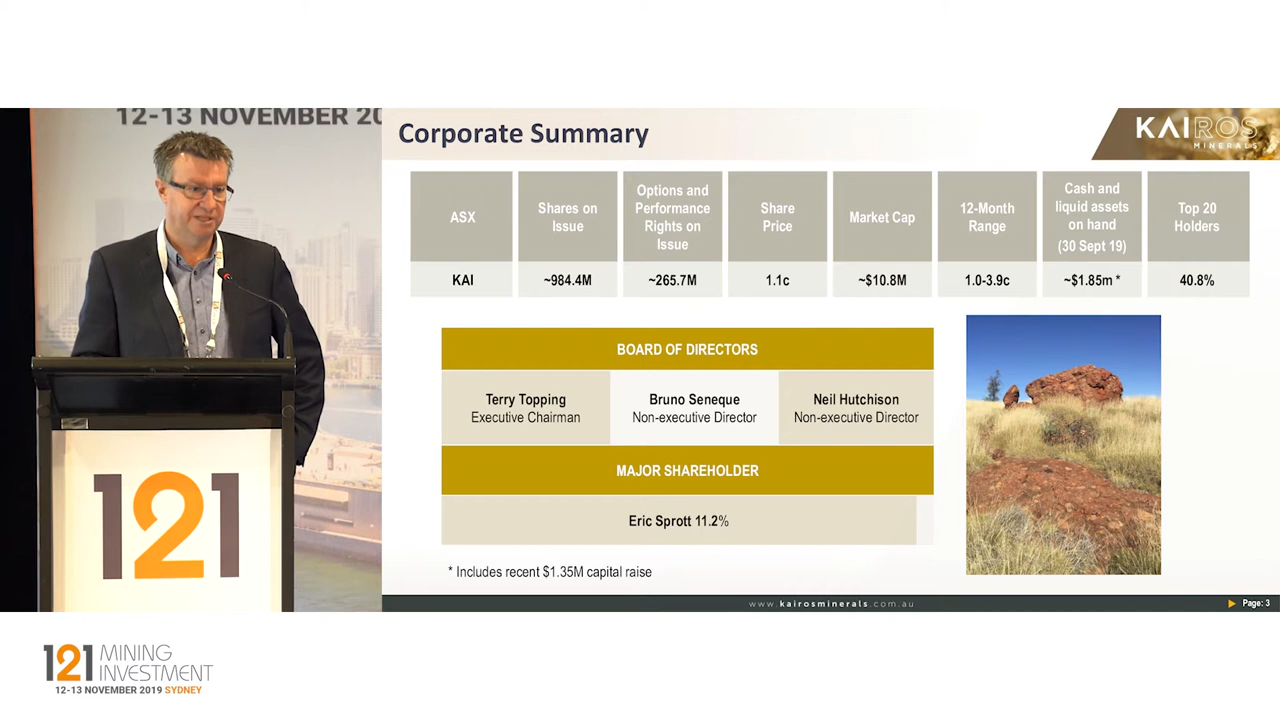 12-13 NOVEMBER 20
Corporate Summary
KAIROS
MINERALS
ASX
Shares on
Issue
Options and
Performance
Rights on
Issue
Share
Price
Market Cap
12-Month
Range
Cash and
liquid assets
on hand
(30 Sept 19)
Top 20
Holders
KAI
~984.4M
~265.7M
1.1c
~$10.8M
1.0-3.9c
~$1.85m *
40.8%
BOARD OF DIRECTORS
Terry Topping
Executive Chairman
Bruno Seneque
Non-executive Director
Neil Hutchison
Non-executive Director
MAJOR SHAREHOLDER
Eric Sprott 11.2%
* Includes recent $1.35M capital raise
www.kairosminerals.com.au
Page: 3
121
121 MINING
INVESTMENT
12-13 NOVEMBER 2019 SYDNEY